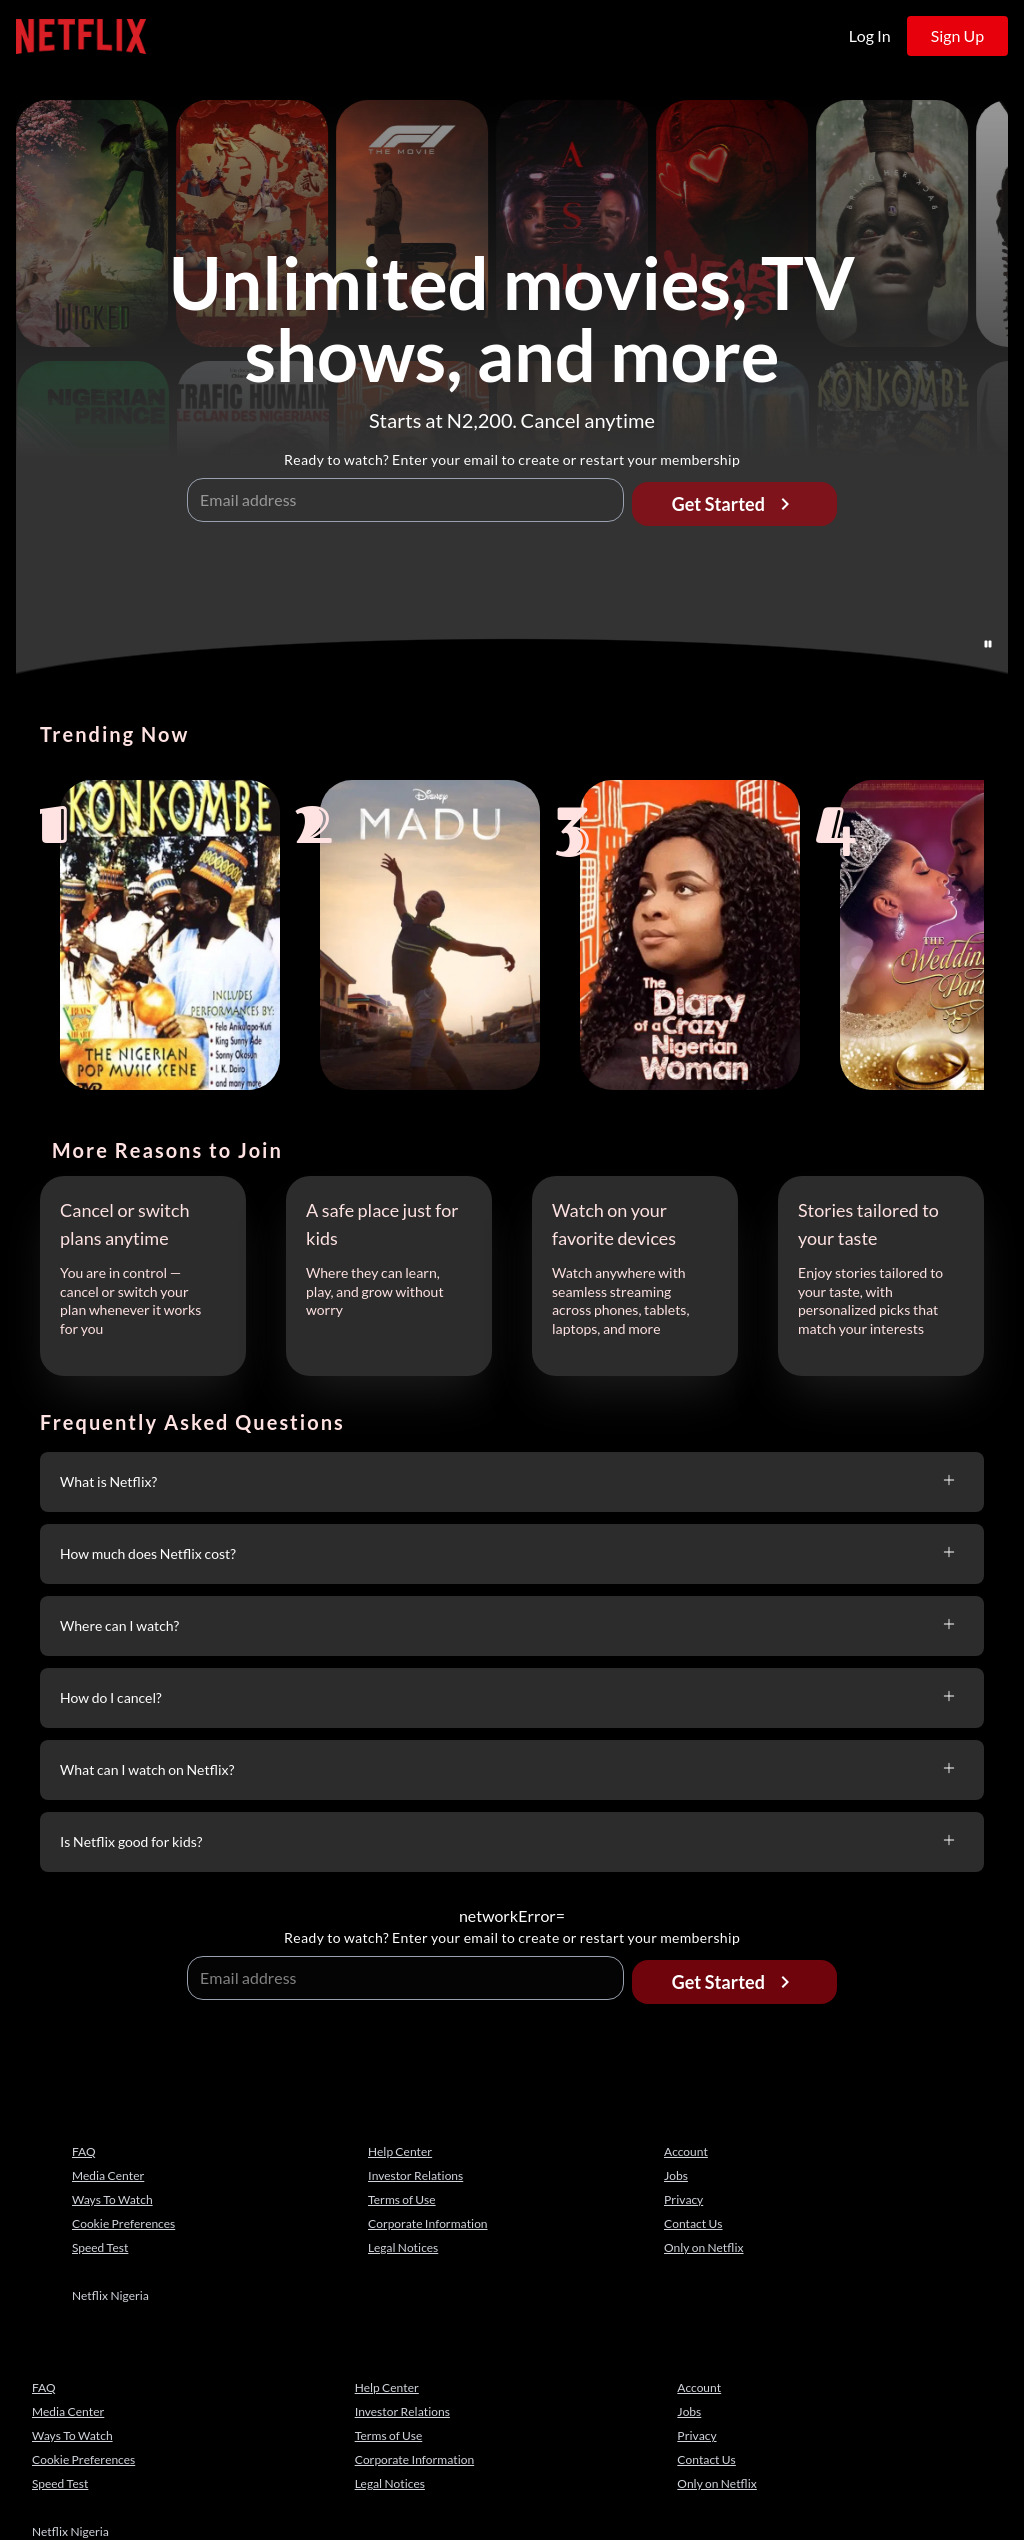 NETFLIX
Log In
Sign Up
THE MOVIE
WICKED
NE ZHA
NIGERIAN
PRINCE
TRAFIC HUMAIN
LE CLAN DES NIGERIANS
KONKOMBE
Unlimited movies, TV
shows, and more
Starts at N2,200. Cancel anytime
Ready to watch? Enter your email to create or restart your membership
Email address
Get Started
Trending Now
1
KONKOMBE
INCLUDES
PERFORMANCES BY:
• Fela Anikulapo-Kuti
• King Sunny Ade
• Sonny Okosun
• I. K. Dairo
• and many more
THE NIGERIAN
POP MUSIC SCENE
2
Disney
MADU
3
The
Diary
of a Crazy
Nigerian
Woman
4
THE
Wedding
Party
More Reasons to Join
Cancel or switch
plans anytime
You are in control —
cancel or switch your
plan whenever it works
for you
A safe place just for
kids
Where they can learn,
play, and grow without
worry
Watch on your
favorite devices
Watch anywhere with
seamless streaming
across phones, tablets,
laptops, and more
Stories tailored to
your taste
Enjoy stories tailored to
your taste, with
personalized picks that
match your interests
Frequently Asked Questions
What is Netflix?
How much does Netflix cost?
Where can I watch?
How do I cancel?
What can I watch on Netflix?
Is Netflix good for kids?
networkError=
Ready to watch? Enter your email to create or restart your membership
Email address
Get Started
FAQ
Media Center
Ways To Watch
Cookie Preferences
Speed Test
Help Center
Investor Relations
Terms of Use
Corporate Information
Legal Notices
Account
Jobs
Privacy
Contact Us
Only on Netflix
Netflix Nigeria
FAQ
Media Center
Ways To Watch
Cookie Preferences
Speed Test
Help Center
Investor Relations
Terms of Use
Corporate Information
Legal Notices
Account
Jobs
Privacy
Contact Us
Only on Netflix
Netflix Nigeria